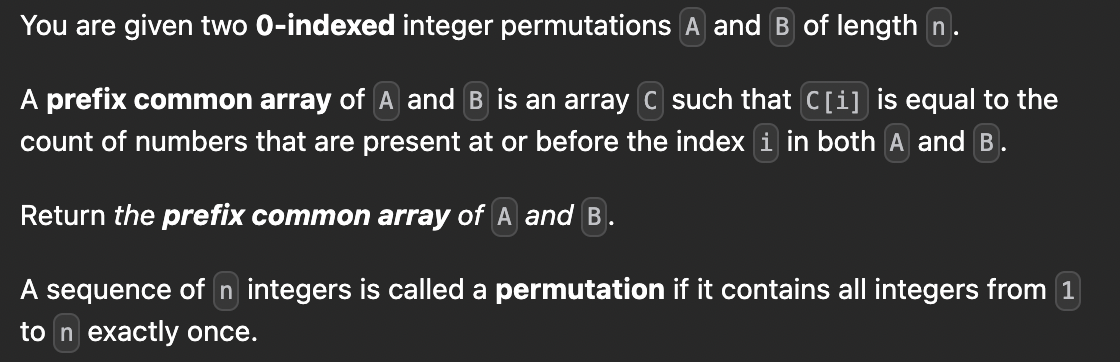 You are given two 0-indexed integer permutations A and B of length n.
A prefix common array of A and B is an array C such that C[i] is equal to the
count of numbers that are present at or before the index i in both A and B.
Return the prefix common array of A and B.
A sequence of n integers is called a permutation if it contains all integers from 1
to n exactly once.